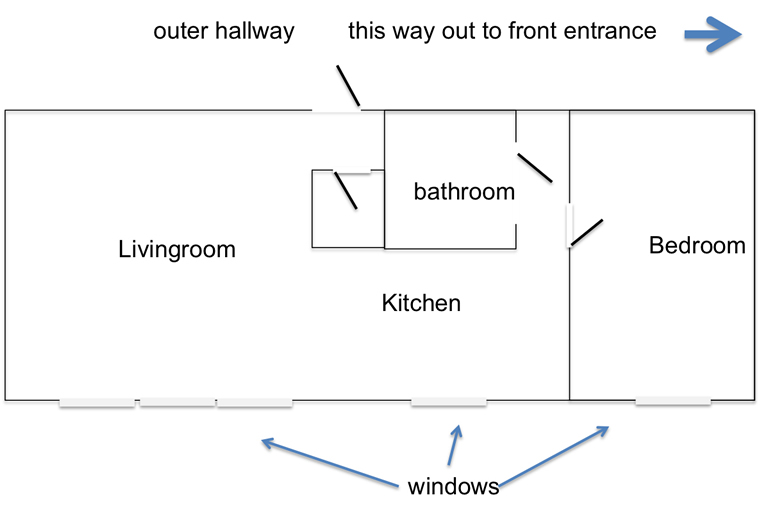 outer hallway
this way out to front entrance
bathroom
Livingroom
Bedroom
Kitchen
windows